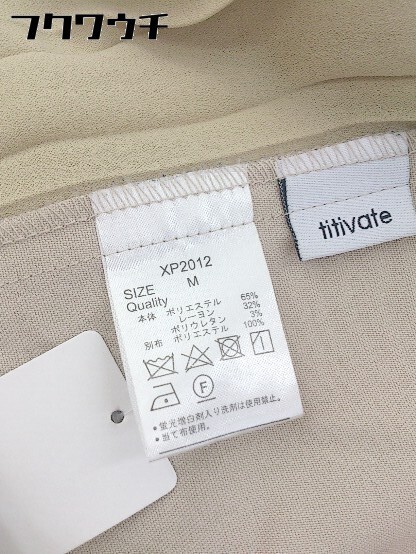 フクワウチ
titivate
XP2012
SIZE M
Quality
本体 ポリエステル 65%
レーヨン 32%
ポリウレタン 3%
別布 ポリエステル 100%
F
・蛍光増白剤入り洗剤は使用禁止。
・当て布使用。